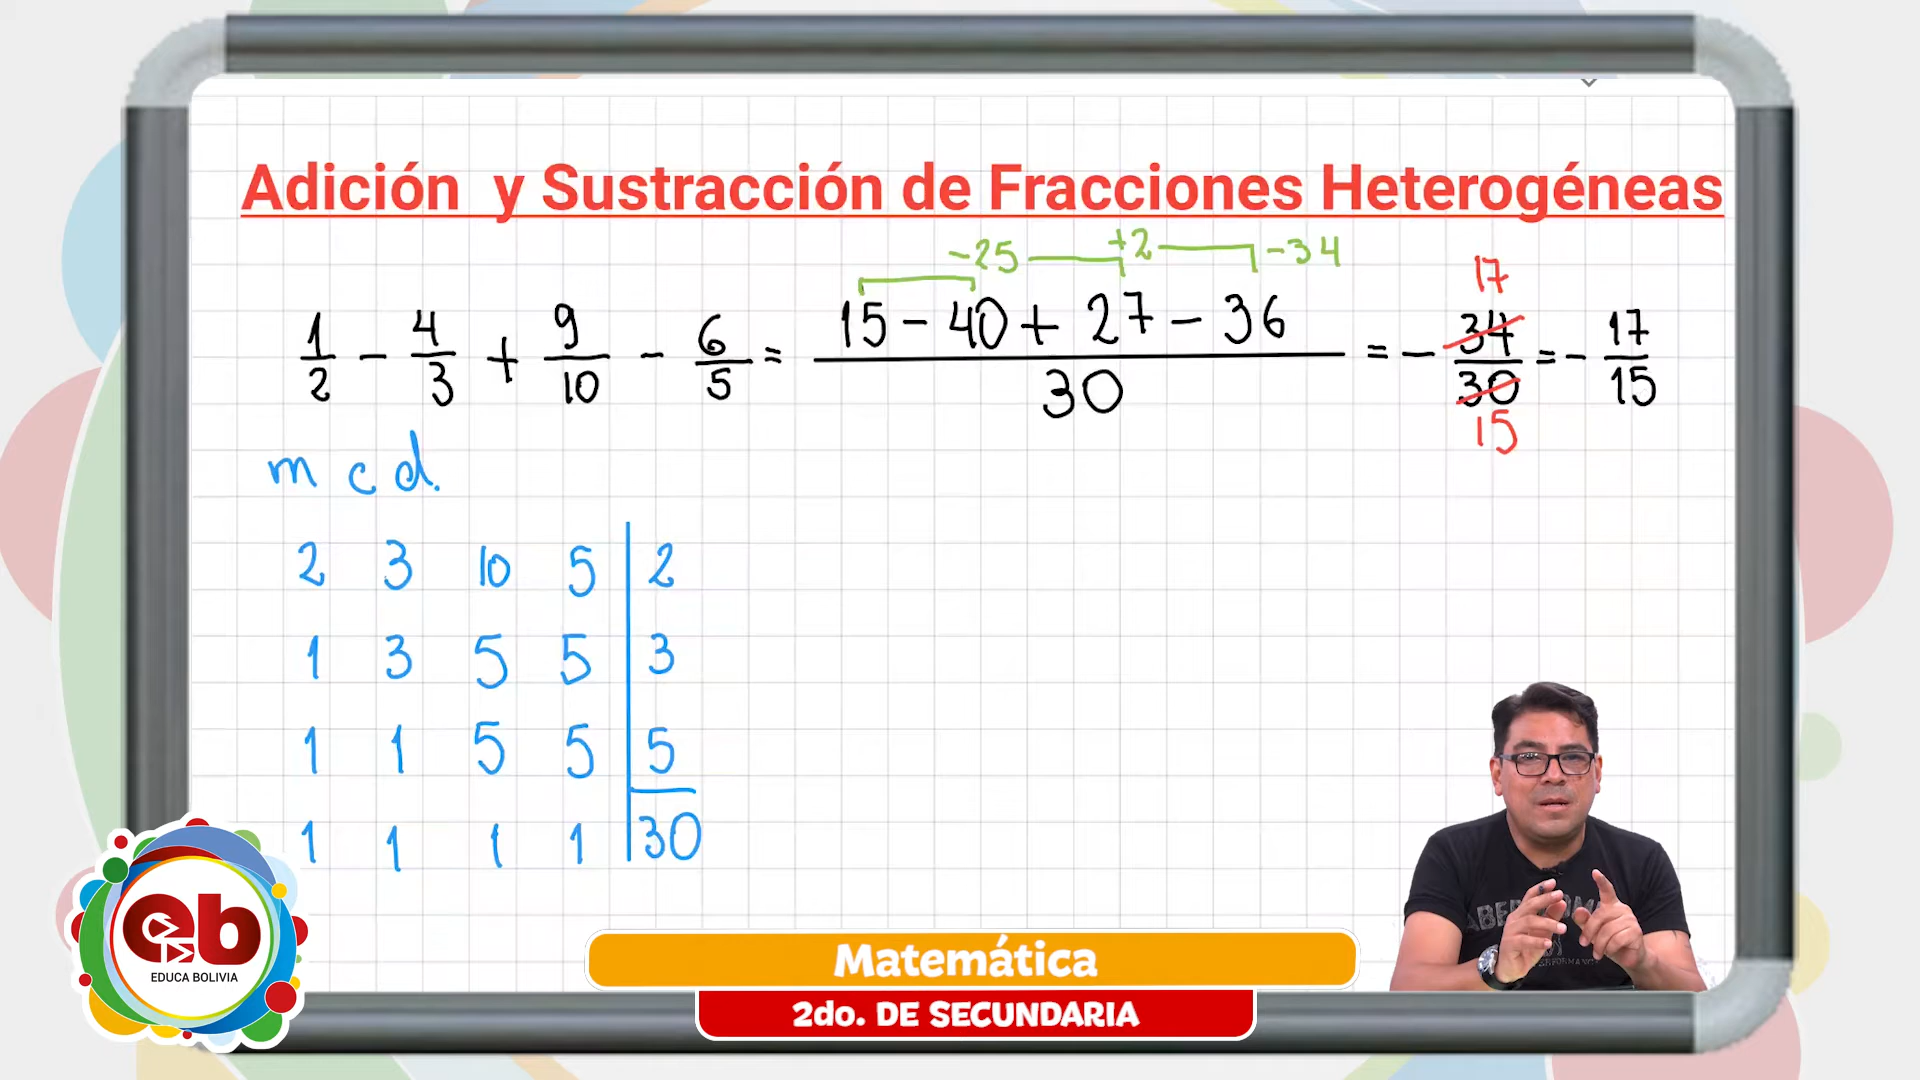 Adición y Sustracción de Fracciones Heterogéneas
-25 +2 -34
1/2 - 4/3 + 9/10 - 6/5 = (15 - 40 + 27 - 36)/30 = - 34/30 = - 17/15
17
15
m c d.
2 3 10 5 | 2
1 3 5 5 | 3
1 1 5 5 | 5
1 1 1 1 | 30
eb
EDUCA BOLIVIA
Matemática
2do. DE SECUNDARIA